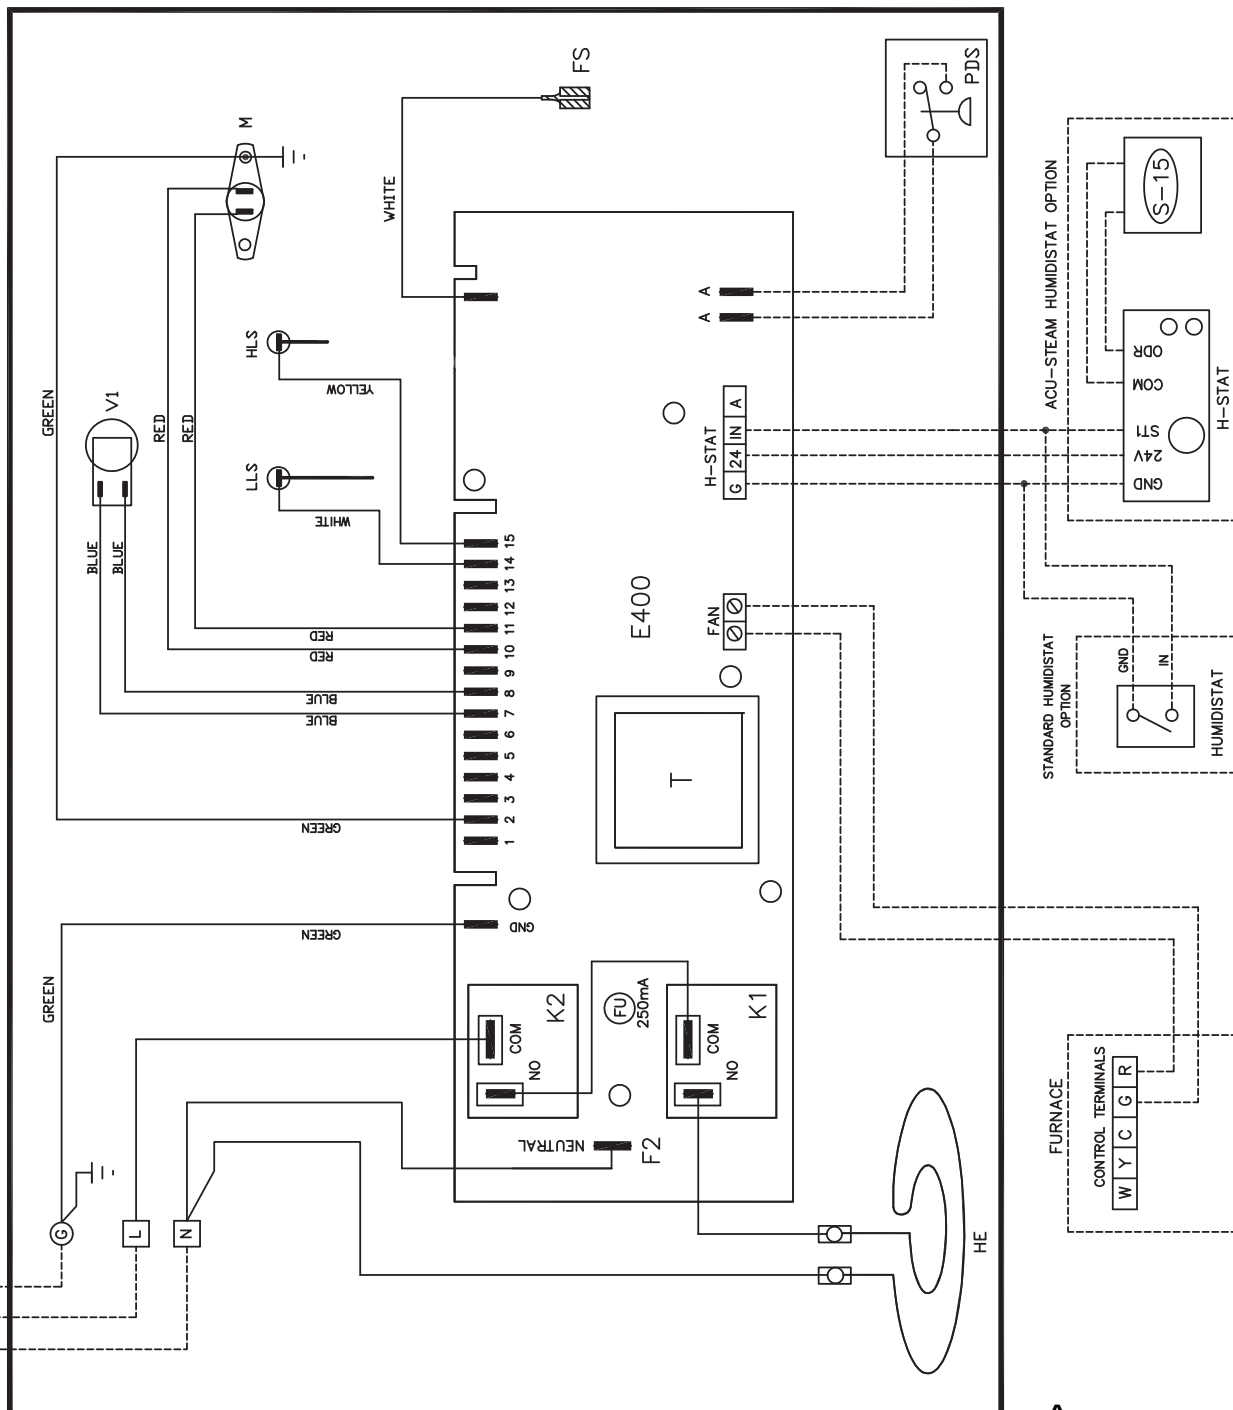 FS
PDS
M
WHITE
S-15
ACU-STEAM HUMIDISTAT OPTION
HLS
A
A
YELLOW
GREEN
V1
RED
RED
ODR
COM
ST1
24V
GND
H-STAT
H-STAT
A
IN
24
G
LLS
WHITE
BLUE
BLUE
15
14
13
12
11
10
9
8
7
6
5
4
3
2
1
RED
RED
BLUE
BLUE
GREEN
E400
FAN
STANDARD HUMIDISTAT
OPTION
GND
IN
HUMIDISTAT
T
GND
GREEN
GREEN
K2
COM
NO
FU
250mA
K1
COM
NO
NEUTRAL
F2
FURNACE
CONTROL TERMINALS
W Y C G R
G
L
N
HE